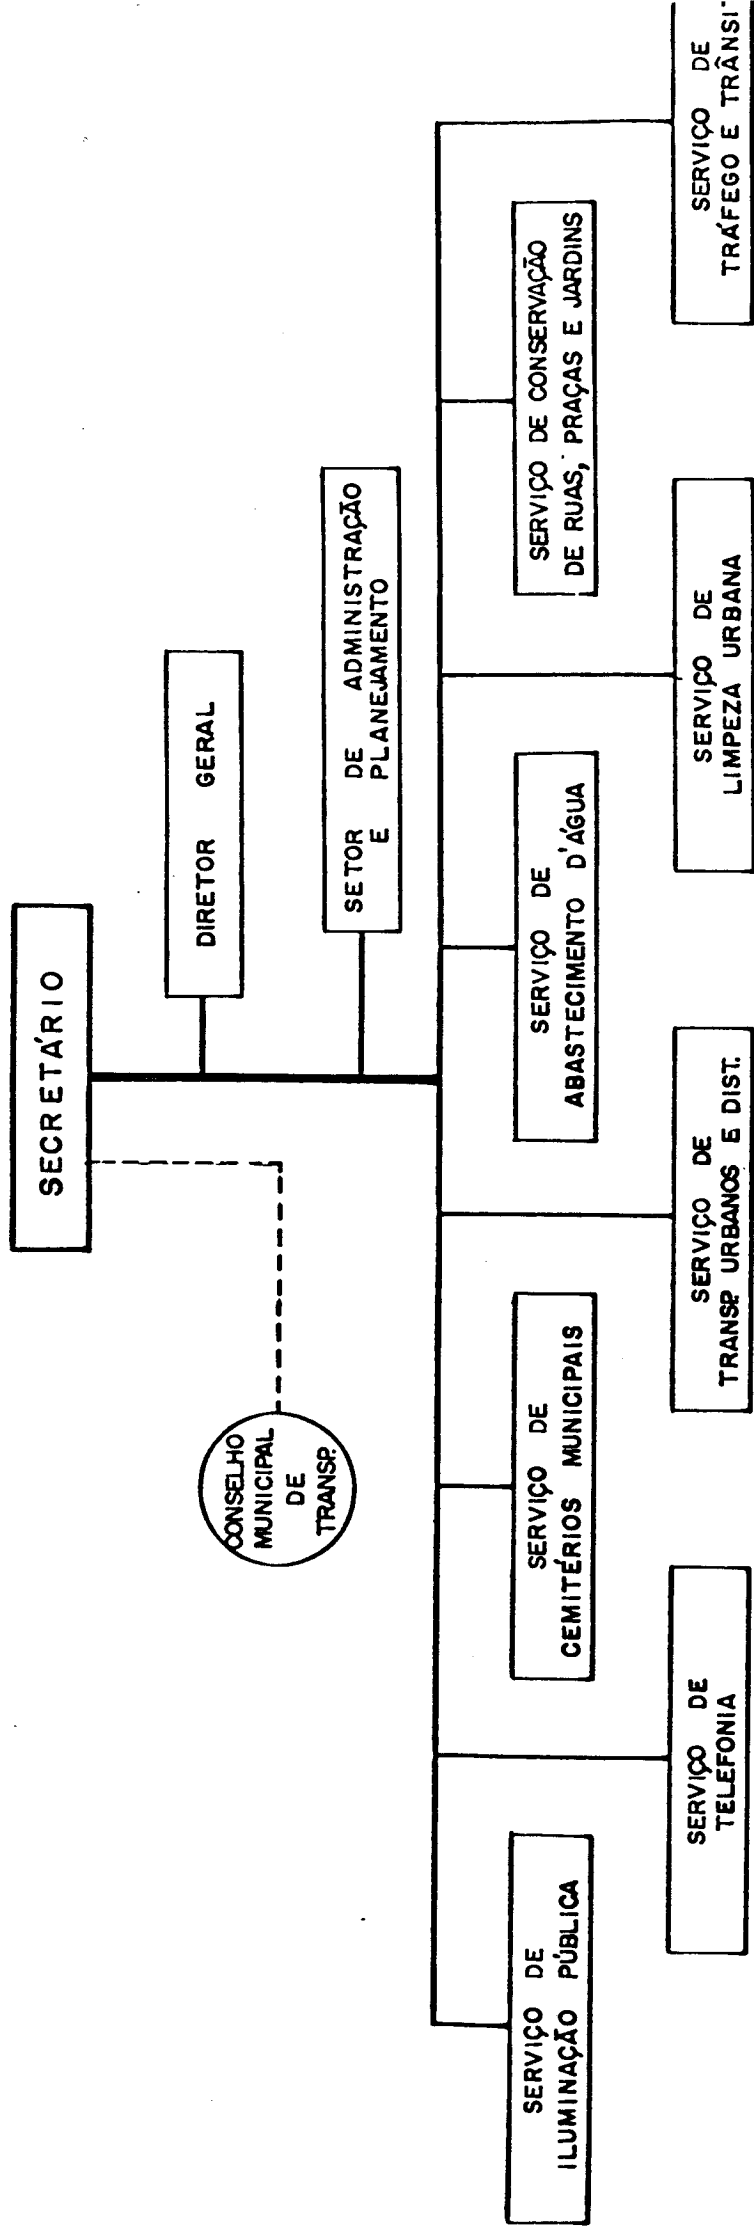 SECRETÁRIO
DIRETOR GERAL
CONSELHO
MUNICIPAL
DE
TRANSP.
SETOR DE ADMINISTRAÇÃO
E PLANEJAMENTO
SERVIÇO DE
ILUMINAÇÃO PÚBLICA
SERVIÇO DE
CEMITÉRIOS MUNICIPAIS
SERVIÇO DE
ABASTECIMENTO D'ÁGUA
SERVIÇO DE CONSERVAÇÃO
DE RUAS, PRAÇAS E JARDINS
SERVIÇO DE
TELEFONIA
SERVIÇO DE
TRANSP. URBANOS E DIST.
SERVIÇO DE
LIMPEZA URBANA
SERVIÇO DE
TRÁFEGO E TRÂNSI